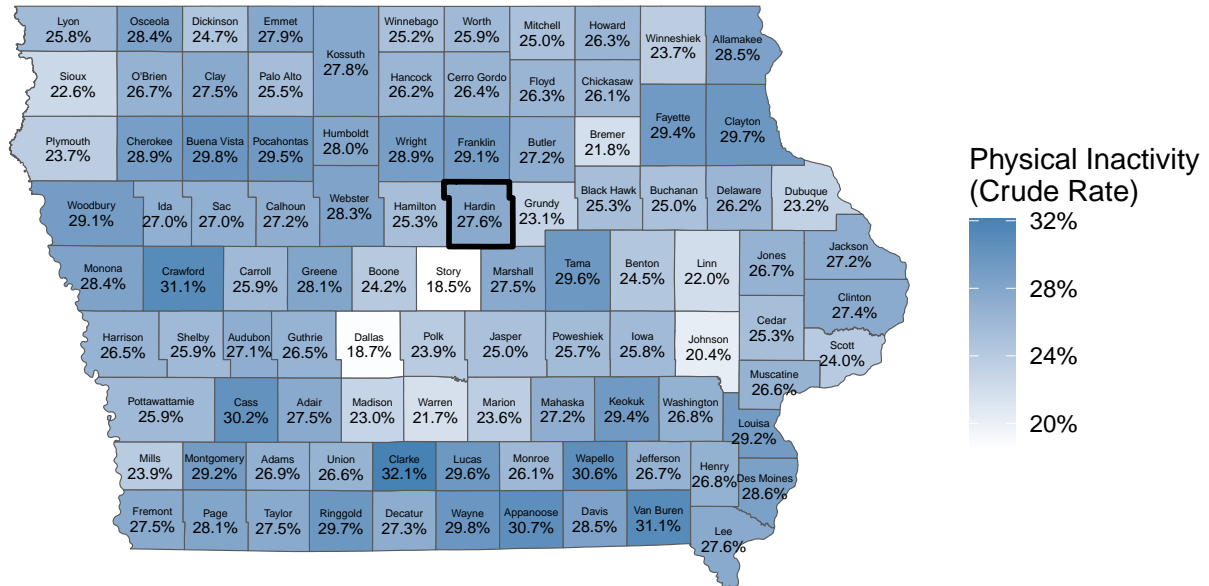 Lyon
25.8%
Osceola
28.4%
Dickinson
24.7%
Emmet
27.9%
Kossuth
27.8%
Winnebago
25.2%
Worth
25.9%
Mitchell
25.0%
Howard
26.3%
Winneshiek
23.7%
Allamakee
28.5%
Sioux
22.6%
O'Brien
26.7%
Clay
27.5%
Palo Alto
25.5%
Hancock
26.2%
Cerro Gordo
26.4%
Floyd
26.3%
Chickasaw
26.1%
Fayette
29.4%
Clayton
29.7%
Plymouth
23.7%
Cherokee
28.9%
Buena Vista
29.8%
Pocahontas
29.5%
Humboldt
28.0%
Wright
28.9%
Franklin
29.1%
Butler
27.2%
Bremer
21.8%
Woodbury
29.1%
Ida
27.0%
Sac
27.0%
Calhoun
27.2%
Webster
28.3%
Hamilton
25.3%
Hardin
27.6%
Grundy
23.1%
Black Hawk
25.3%
Buchanan
25.0%
Delaware
26.2%
Dubuque
23.2%
Monona
28.4%
Crawford
31.1%
Carroll
25.9%
Greene
28.1%
Boone
24.2%
Story
18.5%
Marshall
27.5%
Tama
29.6%
Benton
24.5%
Linn
22.0%
Jones
26.7%
Jackson
27.2%
Clinton
27.4%
Harrison
26.5%
Shelby
25.9%
Audubon
27.1%
Guthrie
26.5%
Dallas
18.7%
Polk
23.9%
Jasper
25.0%
Poweshiek
25.7%
Iowa
25.8%
Johnson
20.4%
Cedar
25.3%
Scott
24.0%
Muscatine
26.6%
Pottawattamie
25.9%
Cass
30.2%
Adair
27.5%
Madison
23.0%
Warren
21.7%
Marion
23.6%
Mahaska
27.2%
Keokuk
29.4%
Washington
26.8%
Louisa
29.2%
Mills
23.9%
Montgomery
29.2%
Adams
26.9%
Union
26.6%
Clarke
32.1%
Lucas
29.6%
Monroe
26.1%
Wapello
30.6%
Jefferson
26.7%
Henry
26.8%
Des Moines
28.6%
Fremont
27.5%
Page
28.1%
Taylor
27.5%
Ringgold
29.7%
Decatur
27.3%
Wayne
29.8%
Appanoose
30.7%
Davis
28.5%
Van Buren
31.1%
Lee
27.6%
Physical Inactivity
(Crude Rate)
32%
28%
24%
20%